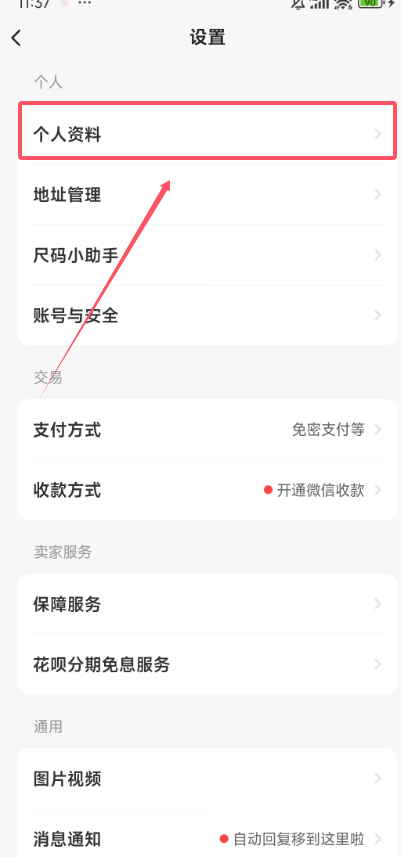 11:37
设置
个人
个人资料
地址管理
尺码小助手
账号与安全
交易
支付方式 免密支付等
收款方式 开通微信收款
卖家服务
保障服务
花呗分期免息服务
通用
图片视频
消息通知 自动回复移到这里啦